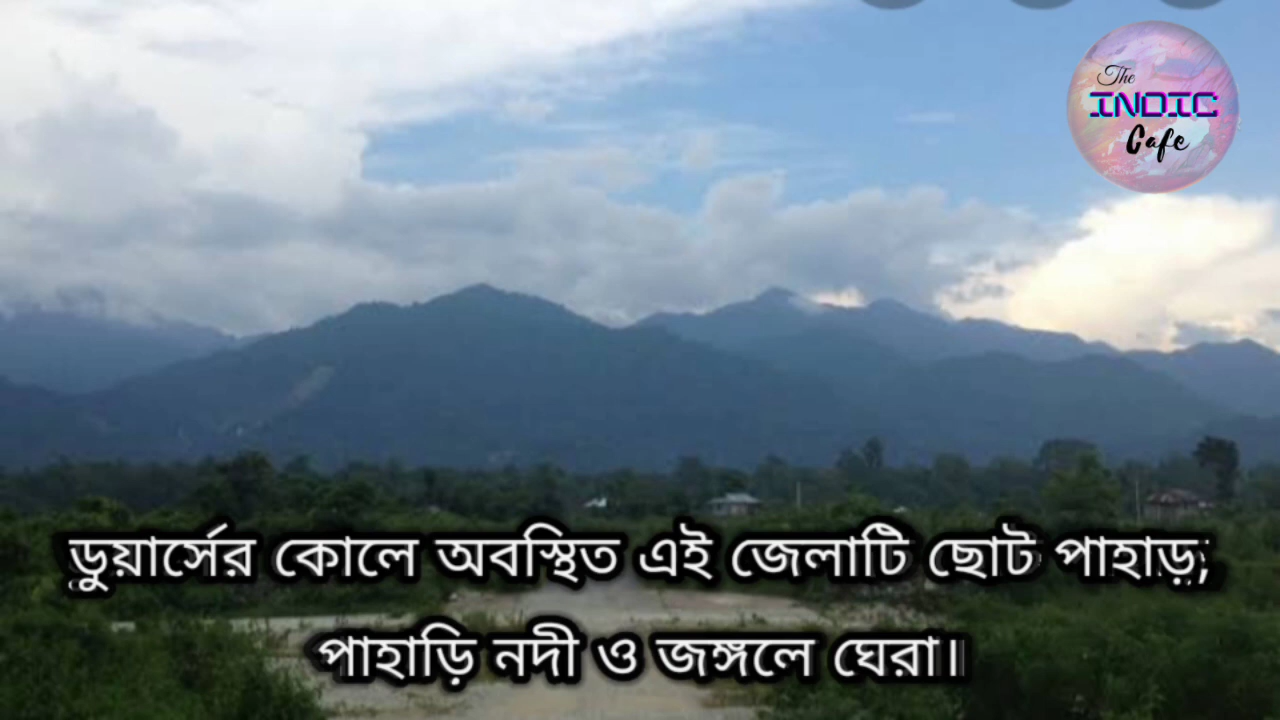 The
INDIC
Cafe
ডুয়ার্সের কোলে অবস্থিত এই জেলাটি ছোট পাহাড়,
পাহাড়ি নদী ও জঙ্গলে ঘেরা।